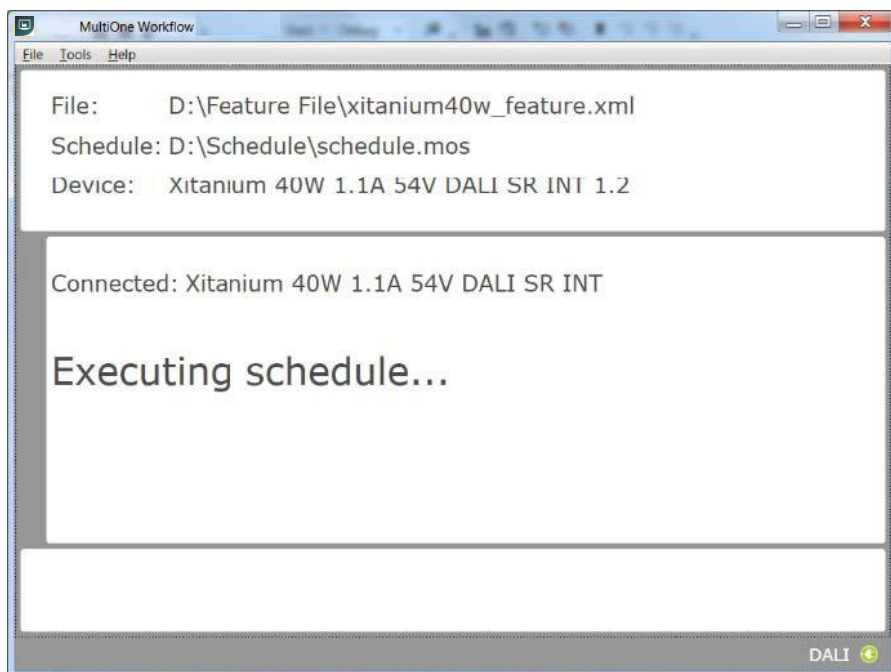 MultiOne Workflow
File Tools Help
File: D:\Feature File\xitanium40w_feature.xml
Schedule: D:\Schedule\schedule.mos
Device: Xitanium 40W 1.1A 54V DALI SR INT 1.2
Connected: Xitanium 40W 1.1A 54V DALI SR INT
Executing schedule...
DALI